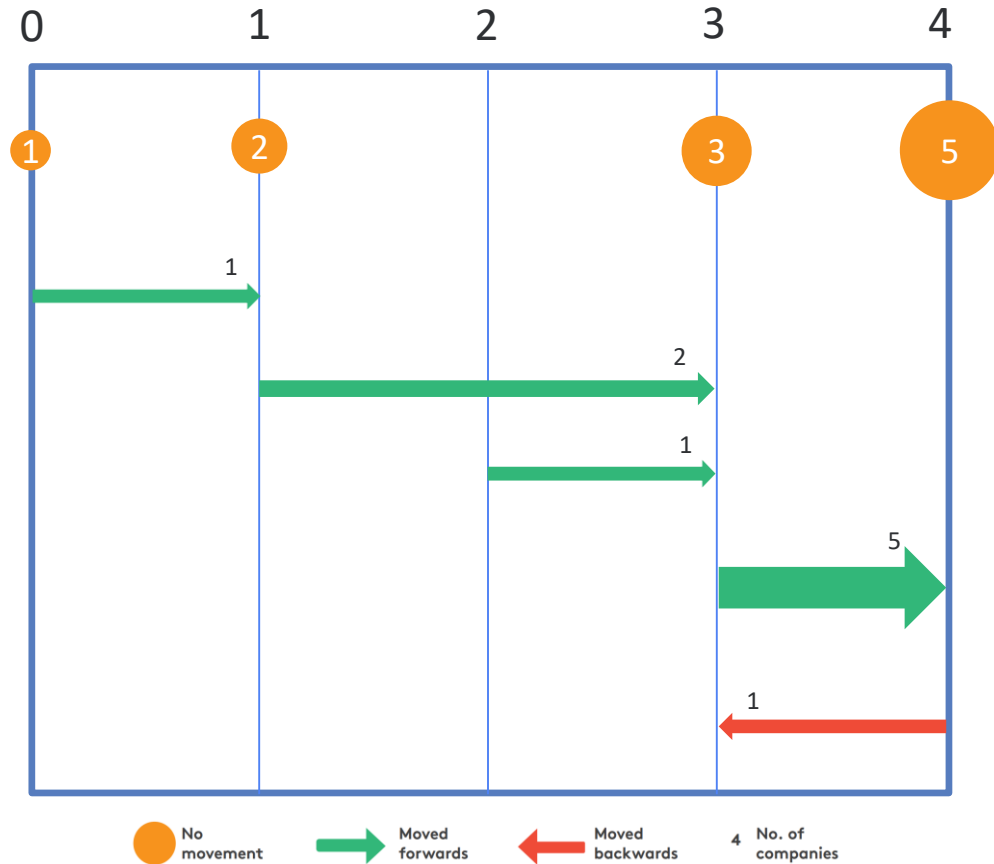 0 1 2 3 4
1 2 3 5
1
2
1
5
1
No movement
Moved forwards
Moved backwards
4 No. of companies